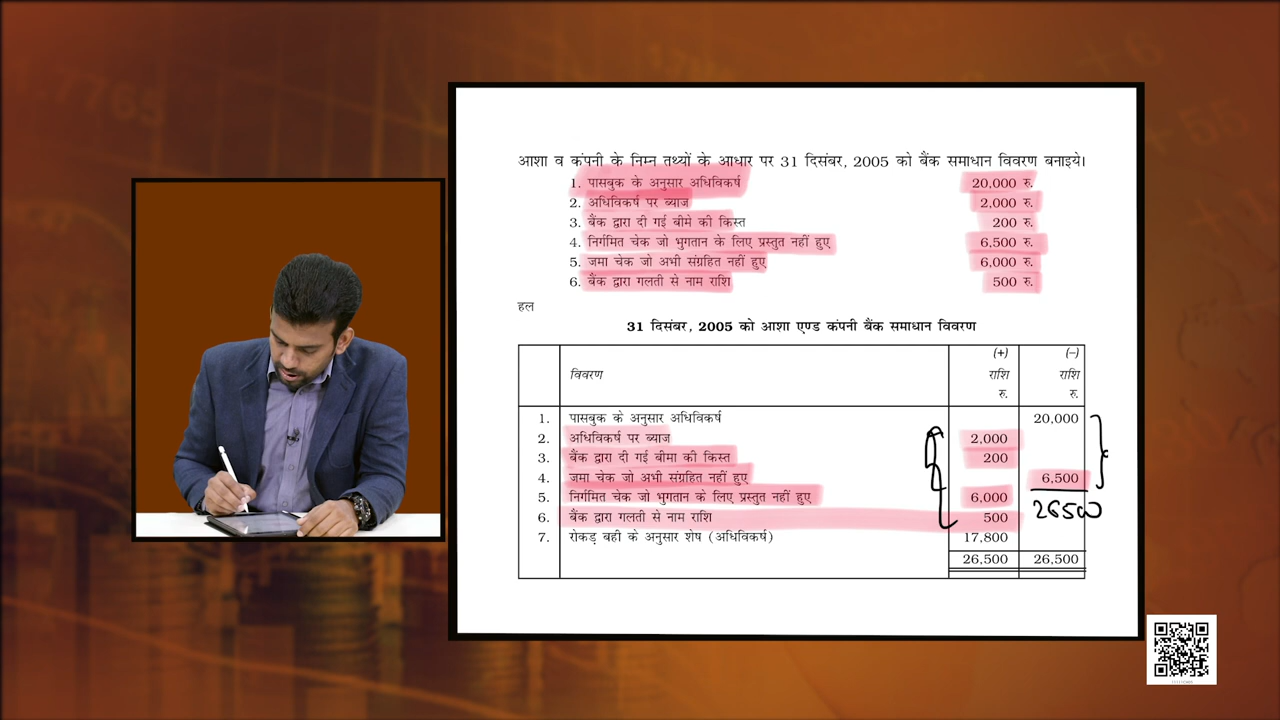 आशा व कंपनी के निम्न तथ्यों के आधार पर 31 दिसंबर, 2005 को बैंक समाधान विवरण बनाइये।
1. पासबुक के अनुसार अधिविकर्ष 20,000 रु.
2. अधिविकर्ष पर ब्याज 2,000 रु.
3. बैंक द्वारा दी गई बीमे की किस्त 200 रु.
4. निर्गमित चेक जो भुगतान के लिए प्रस्तुत नहीं हुए 6,500 रु.
5. जमा चेक जो अभी संग्रहित नहीं हुए 6,000 रु.
6. बैंक द्वारा गलती से नाम राशि 500 रु.
हल
31 दिसंबर, 2005 को आशा एण्ड कंपनी बैंक समाधान विवरण
(+) (–)
विवरण राशि राशि
रु. रु.
1. पासबुक के अनुसार अधिविकर्ष 20,000
2. अधिविकर्ष पर ब्याज 2,000
3. बैंक द्वारा दी गई बीमा की किस्त 200
4. जमा चेक जो अभी संग्रहित नहीं हुए 6,500
5. निर्गमित चेक जो भुगतान के लिए प्रस्तुत नहीं हुए 6,000
6. बैंक द्वारा गलती से नाम राशि 500 26500
7. रोकड़ बही के अनुसार शेष (अधिविकर्ष) 17,800
26,500 26,500